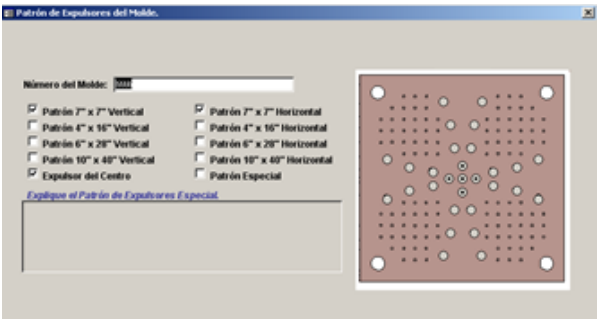 Patrón de Expulsores del Molde.
Número del Molde:
Patrón 7" x 7" Vertical
Patrón 7" x 7" Horizontal
Patrón 4" x 16" Vertical
Patrón 4" x 16" Horizontal
Patrón 6" x 28" Vertical
Patrón 6" x 28" Horizontal
Patrón 10" x 40" Vertical
Patrón 10" x 40" Horizontal
Expulsor del Centro
Patrón Especial
Explique el Patrón de Expulsores Especial.